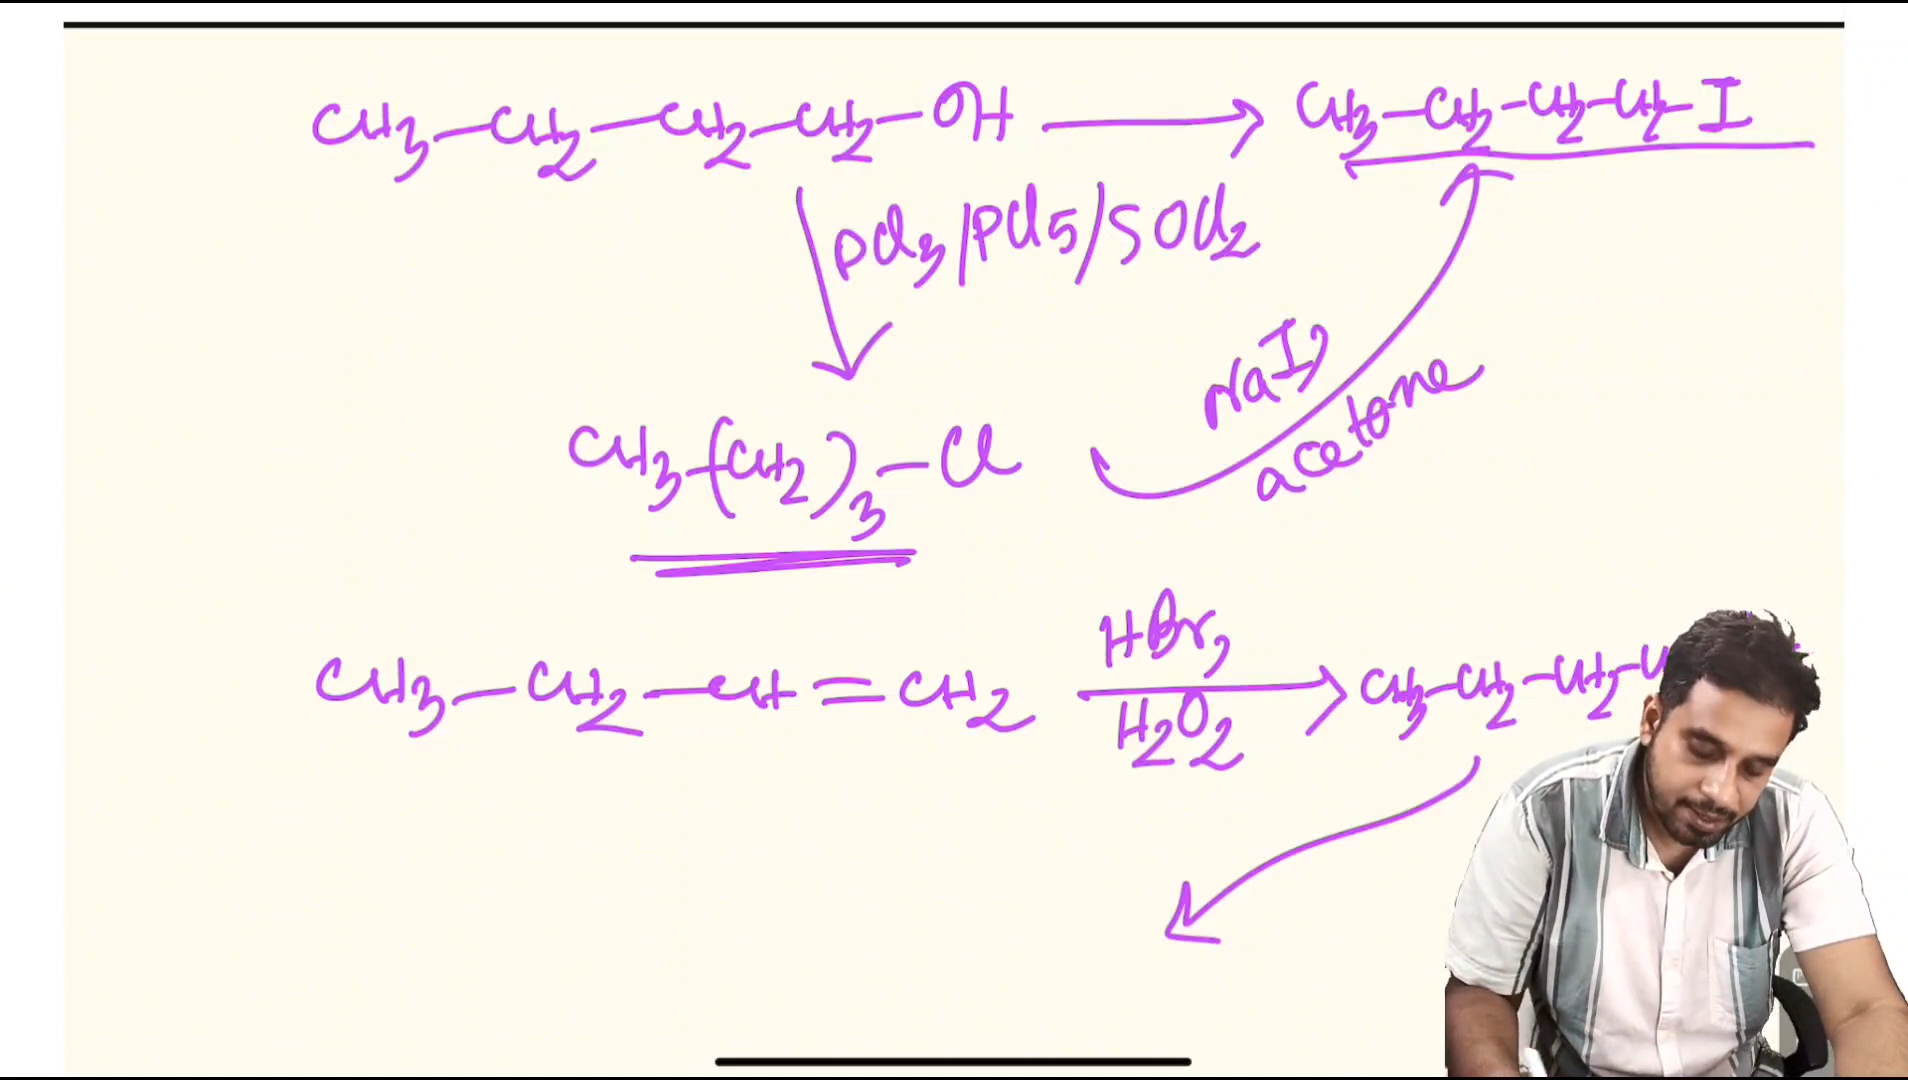 CH3-CH2-CH2-CH2-OH → CH3-CH2-CH2-CH2-I
PCl3/PCl5/SOCl2
NaI,
acetone
CH3-(CH2)3-Cl
HBr,
CH3-CH2-CH=CH2 → CH3-CH2-CH2-
H2O2